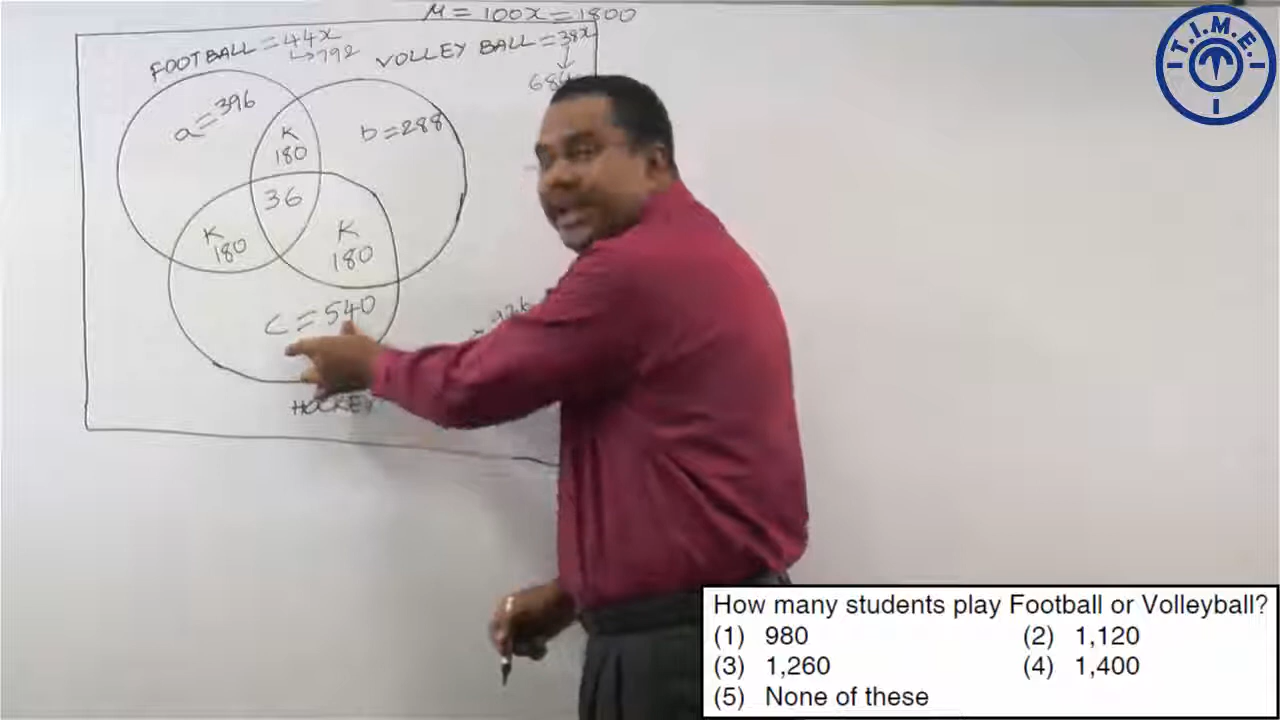 M = 100x = 1800
FOOTBALL = 44x
↳ 792
VOLLEY BALL = 38x
↓
a = 396
K
180
b = 288
36
K
180
K
180
C = 540
HOCKEY
T.I.M.E.
How many students play Football or Volleyball?
(1) 980 (2) 1,120
(3) 1,260 (4) 1,400
(5) None of these